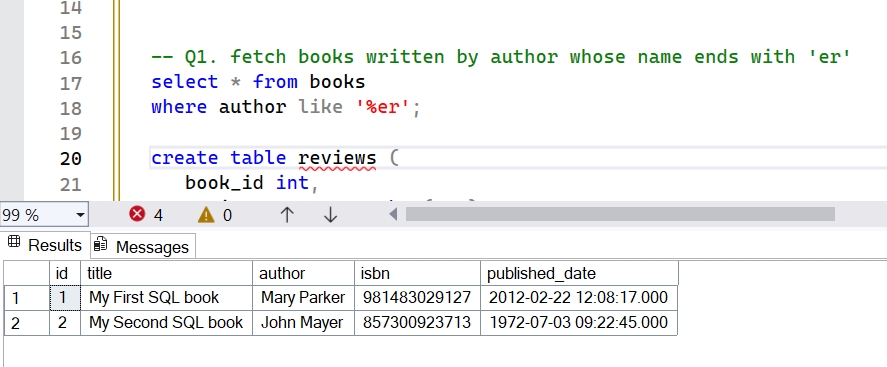 14
15
16 -- Q1. fetch books written by author whose name ends with 'er'
17 select * from books
18 where author like '%er';
19
20 create table reviews (
21 book_id int,
99 % 4 0
Results Messages
id title author isbn published_date
1 1 My First SQL book Mary Parker 981483029127 2012-02-22 12:08:17.000
2 2 My Second SQL book John Mayer 857300923713 1972-07-03 09:22:45.000